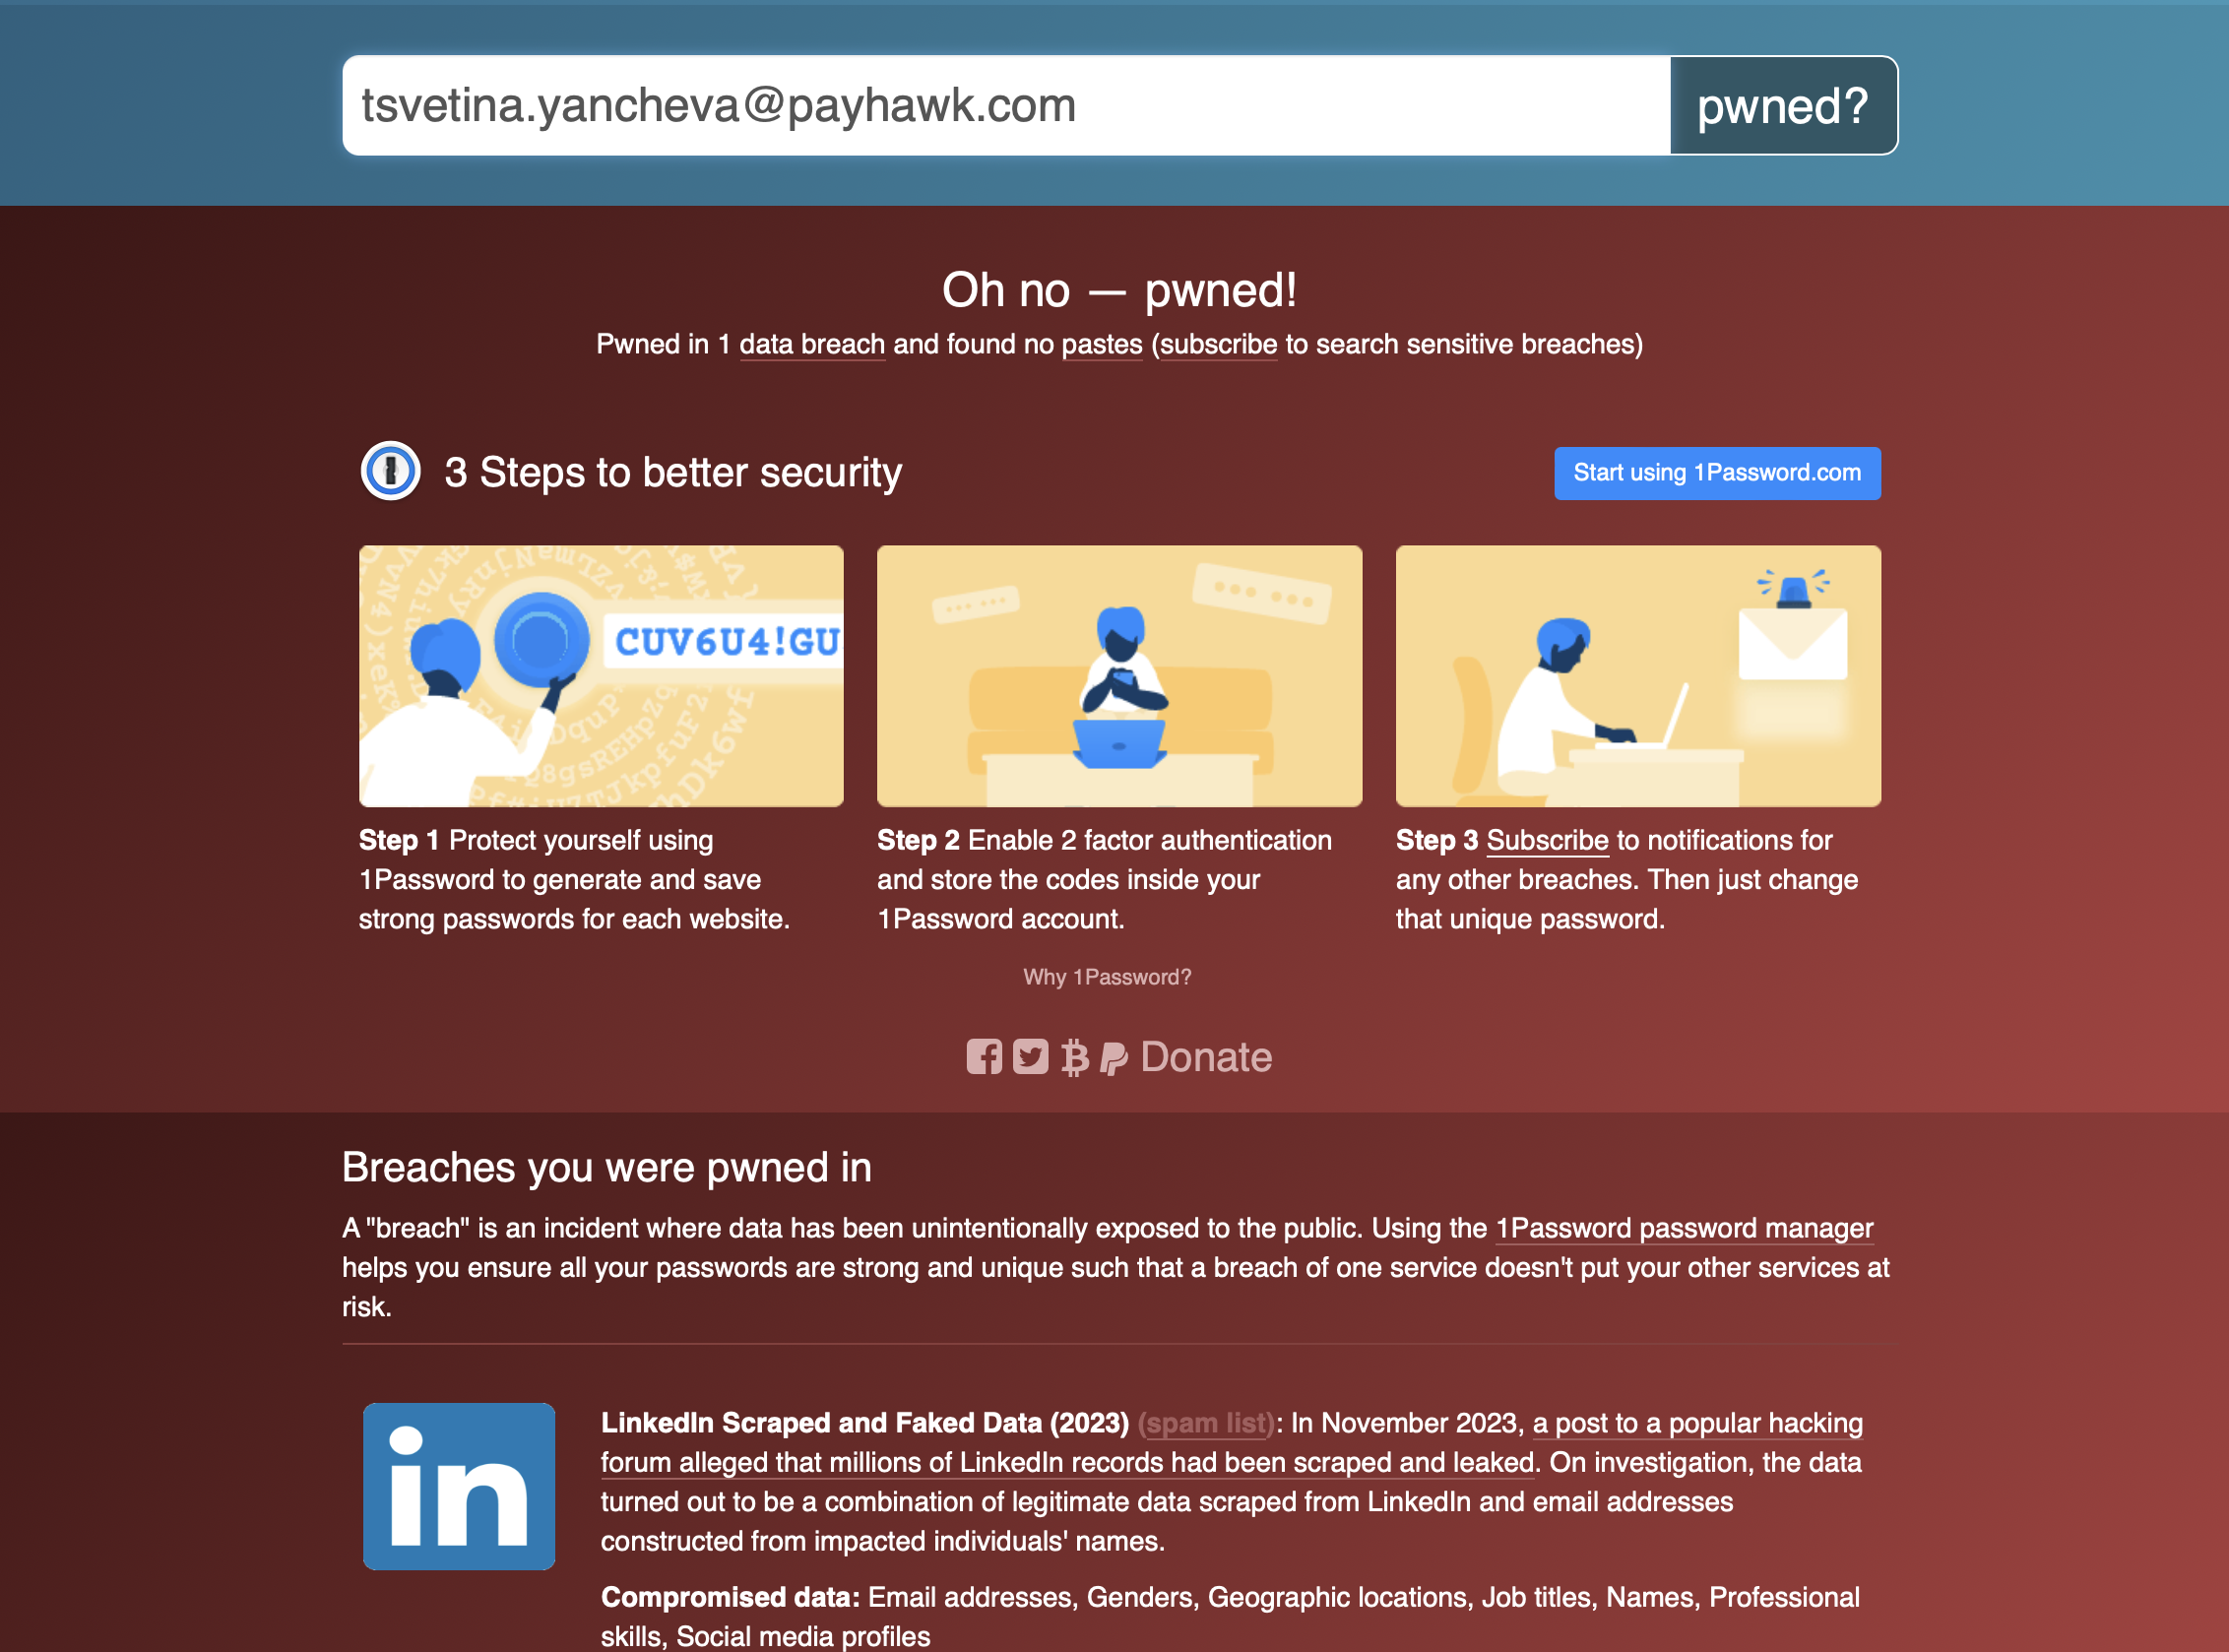 tsvetina.yancheva@payhawk.com
pwned?
Oh no — pwned!
Pwned in 1 data breach and found no pastes (subscribe to search sensitive breaches)
3 Steps to better security
Start using 1Password.com
CUV6U4!GU
Step 1 Protect yourself using
1Password to generate and save
strong passwords for each website.
Step 2 Enable 2 factor authentication
and store the codes inside your
1Password account.
Step 3 Subscribe to notifications for
any other breaches. Then just change
that unique password.
Why 1Password?
Donate
Breaches you were pwned in
A "breach" is an incident where data has been unintentionally exposed to the public. Using the 1Password password manager
helps you ensure all your passwords are strong and unique such that a breach of one service doesn't put your other services at
risk.
in
LinkedIn Scraped and Faked Data (2023) (spam list): In November 2023, a post to a popular hacking
forum alleged that millions of LinkedIn records had been scraped and leaked. On investigation, the data
turned out to be a combination of legitimate data scraped from LinkedIn and email addresses
constructed from impacted individuals' names.
Compromised data: Email addresses, Genders, Geographic locations, Job titles, Names, Professional
skills, Social media profiles